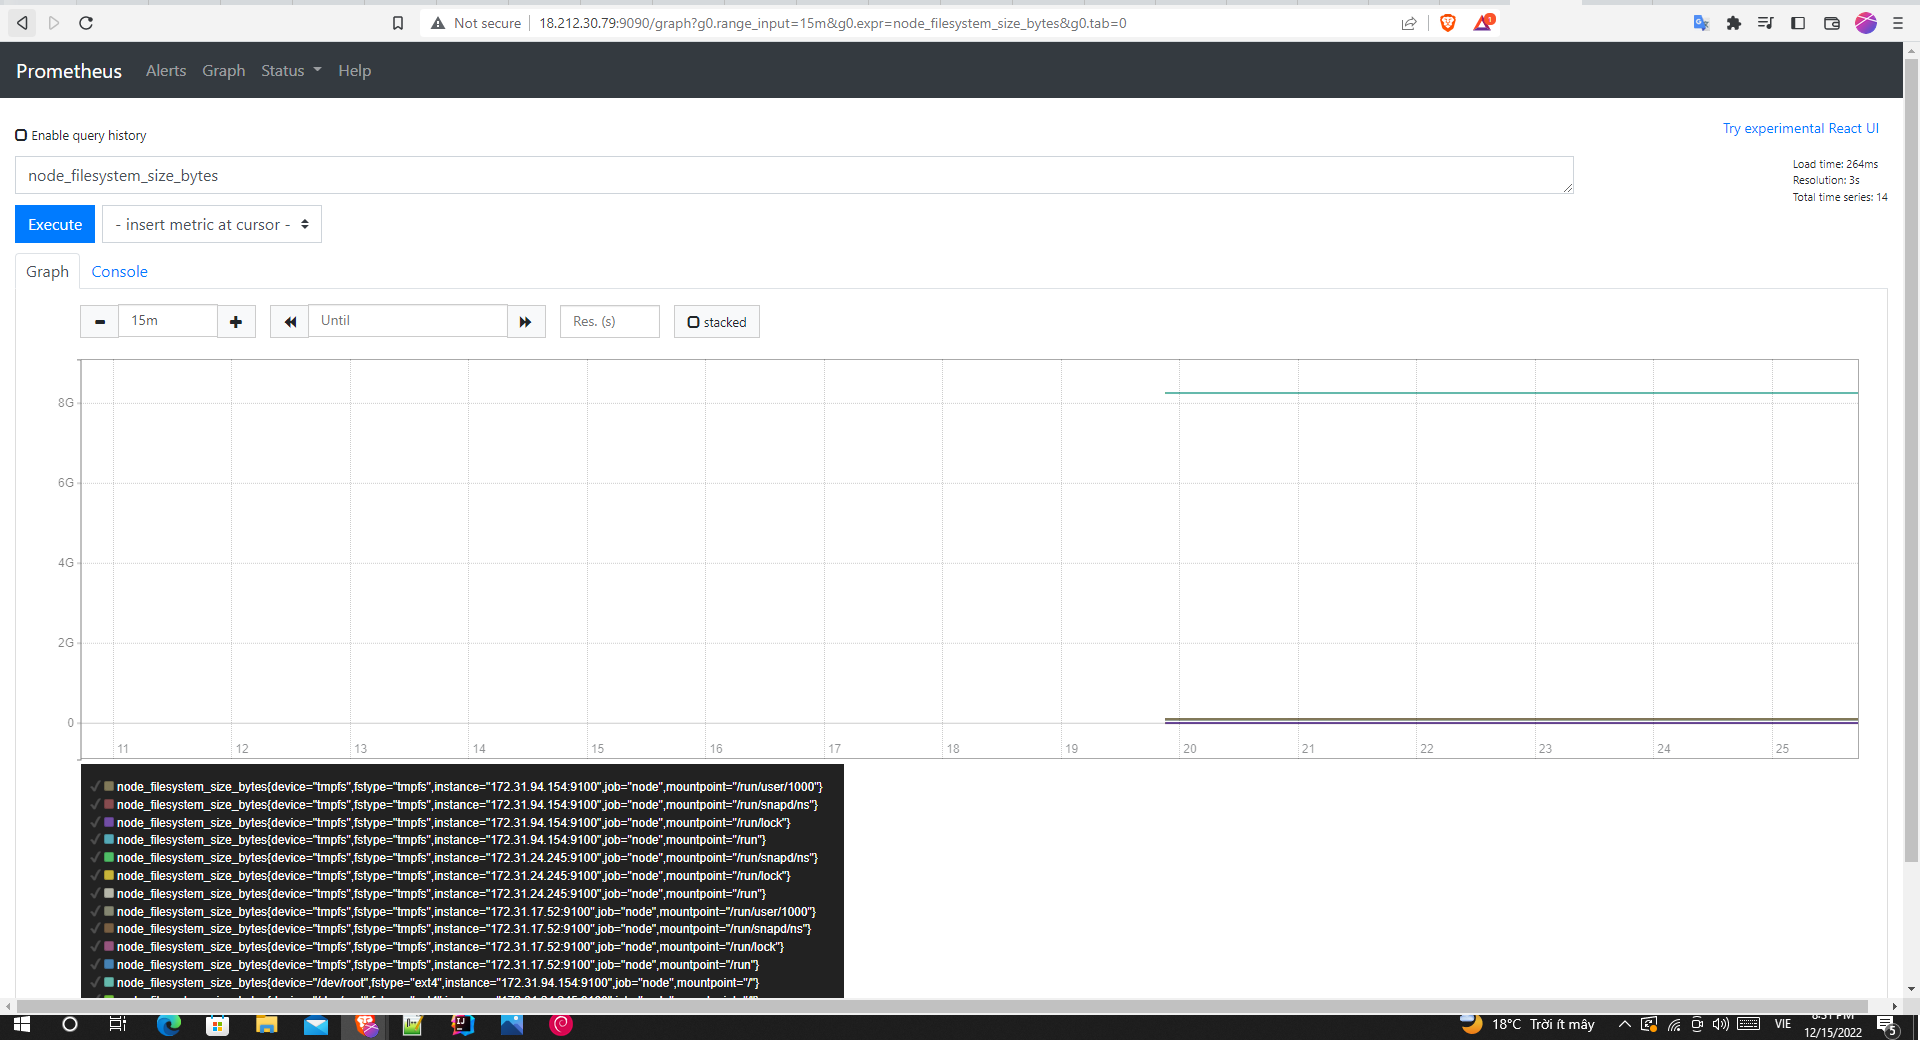 Not secure
18.212.30.79:9090/graph?g0.range_input=15m&g0.expr=node_filesystem_size_bytes&g0.tab=0
1
Prometheus Alerts Graph Status Help
Enable query history
Try experimental React UI
node_filesystem_size_bytes
Load time: 264ms
Resolution: 3s
Total time series: 14
Execute - insert metric at cursor -
Graph Console
15m Until Res. (s) stacked
8G
6G
4G
2G
0
11 12 13 14 15 16 17 18 19 20 21 22 23 24 25
node_filesystem_size_bytes{device="tmpfs",fstype="tmpfs",instance="172.31.94.154:9100",job="node",mountpoint="/run/user/1000"}
node_filesystem_size_bytes{device="tmpfs",fstype="tmpfs",instance="172.31.94.154:9100",job="node",mountpoint="/run/snapd/ns"}
node_filesystem_size_bytes{device="tmpfs",fstype="tmpfs",instance="172.31.94.154:9100",job="node",mountpoint="/run/lock"}
node_filesystem_size_bytes{device="tmpfs",fstype="tmpfs",instance="172.31.94.154:9100",job="node",mountpoint="/run"}
node_filesystem_size_bytes{device="tmpfs",fstype="tmpfs",instance="172.31.24.245:9100",job="node",mountpoint="/run/snapd/ns"}
node_filesystem_size_bytes{device="tmpfs",fstype="tmpfs",instance="172.31.24.245:9100",job="node",mountpoint="/run/lock"}
node_filesystem_size_bytes{device="tmpfs",fstype="tmpfs",instance="172.31.24.245:9100",job="node",mountpoint="/run"}
node_filesystem_size_bytes{device="tmpfs",fstype="tmpfs",instance="172.31.17.52:9100",job="node",mountpoint="/run/user/1000"}
node_filesystem_size_bytes{device="tmpfs",fstype="tmpfs",instance="172.31.17.52:9100",job="node",mountpoint="/run/snapd/ns"}
node_filesystem_size_bytes{device="tmpfs",fstype="tmpfs",instance="172.31.17.52:9100",job="node",mountpoint="/run/lock"}
node_filesystem_size_bytes{device="tmpfs",fstype="tmpfs",instance="172.31.17.52:9100",job="node",mountpoint="/run"}
node_filesystem_size_bytes{device="/dev/root",fstype="ext4",instance="172.31.94.154:9100",job="node",mountpoint="/"}
18°C Trời ít mây
VIE
8:31 PM
12/15/2022
5